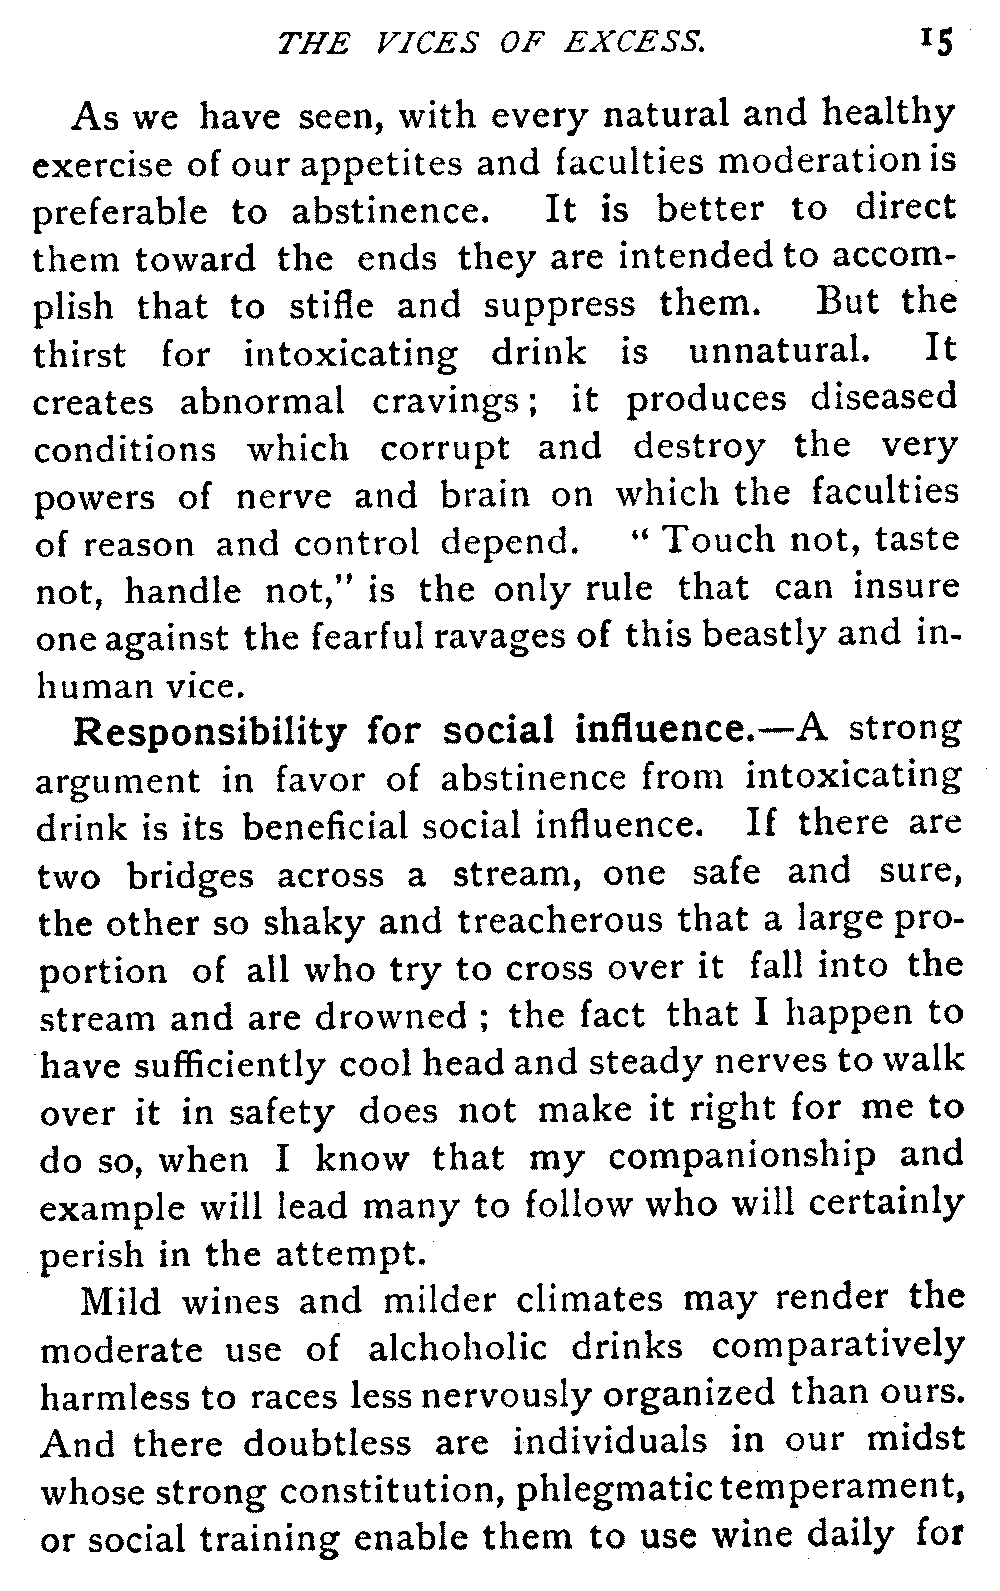 THE VICES OF EXCESS. 15
As we have seen, with every natural and healthy
exercise of our appetites and faculties moderation is
preferable to abstinence. It is better to direct
them toward the ends they are intended to accom-
plish that to stifle and suppress them. But the
thirst for intoxicating drink is unnatural. It
creates abnormal cravings; it produces diseased
conditions which corrupt and destroy the very
powers of nerve and brain on which the faculties
of reason and control depend. "Touch not, taste
not, handle not," is the only rule that can insure
one against the fearful ravages of this beastly and in-
human vice.
Responsibility for social influence.—A strong
argument in favor of abstinence from intoxicating
drink is its beneficial social influence. If there are
two bridges across a stream, one safe and sure,
the other so shaky and treacherous that a large pro-
portion of all who try to cross over it fall into the
stream and are drowned; the fact that I happen to
have sufficiently cool head and steady nerves to walk
over it in safety does not make it right for me to
do so, when I know that my companionship and
example will lead many to follow who will certainly
perish in the attempt.
Mild wines and milder climates may render the
moderate use of alchoholic drinks comparatively
harmless to races less nervously organized than ours.
And there doubtless are individuals in our midst
whose strong constitution, phlegmatic temperament,
or social training enable them to use wine daily for